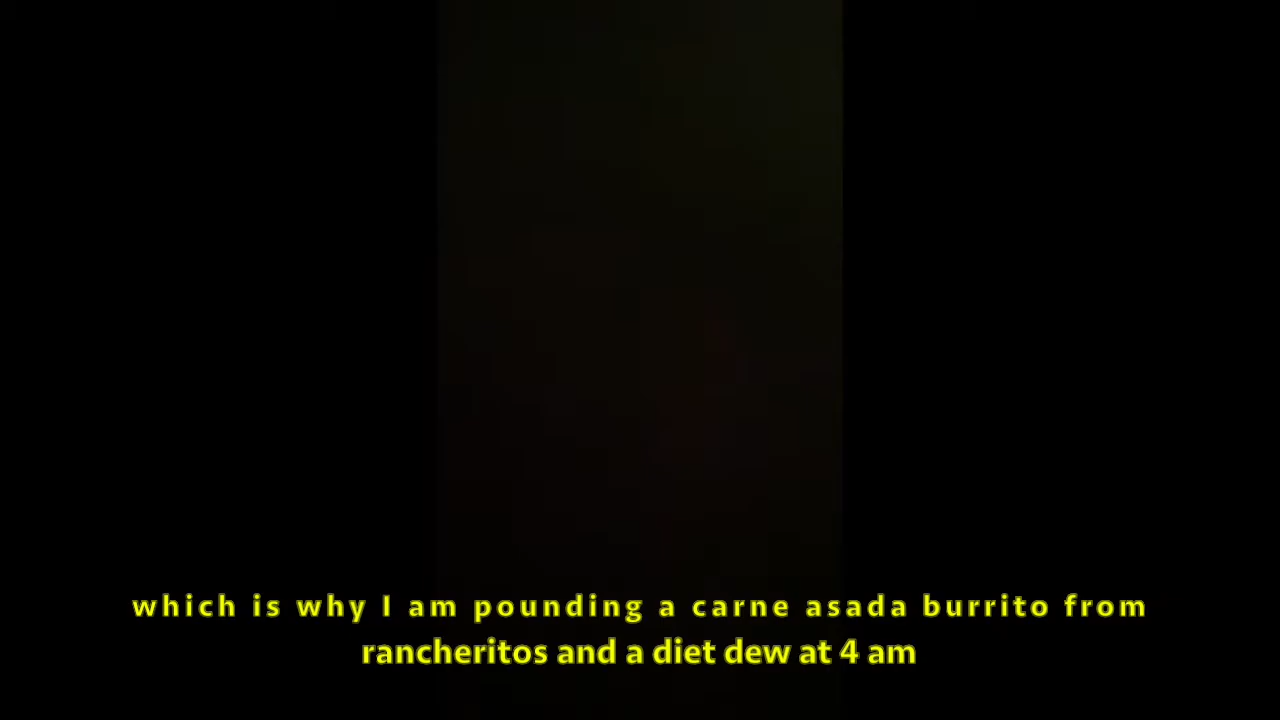 which is why I am pounding a carne asada burrito from
rancheritos and a diet dew at 4 am